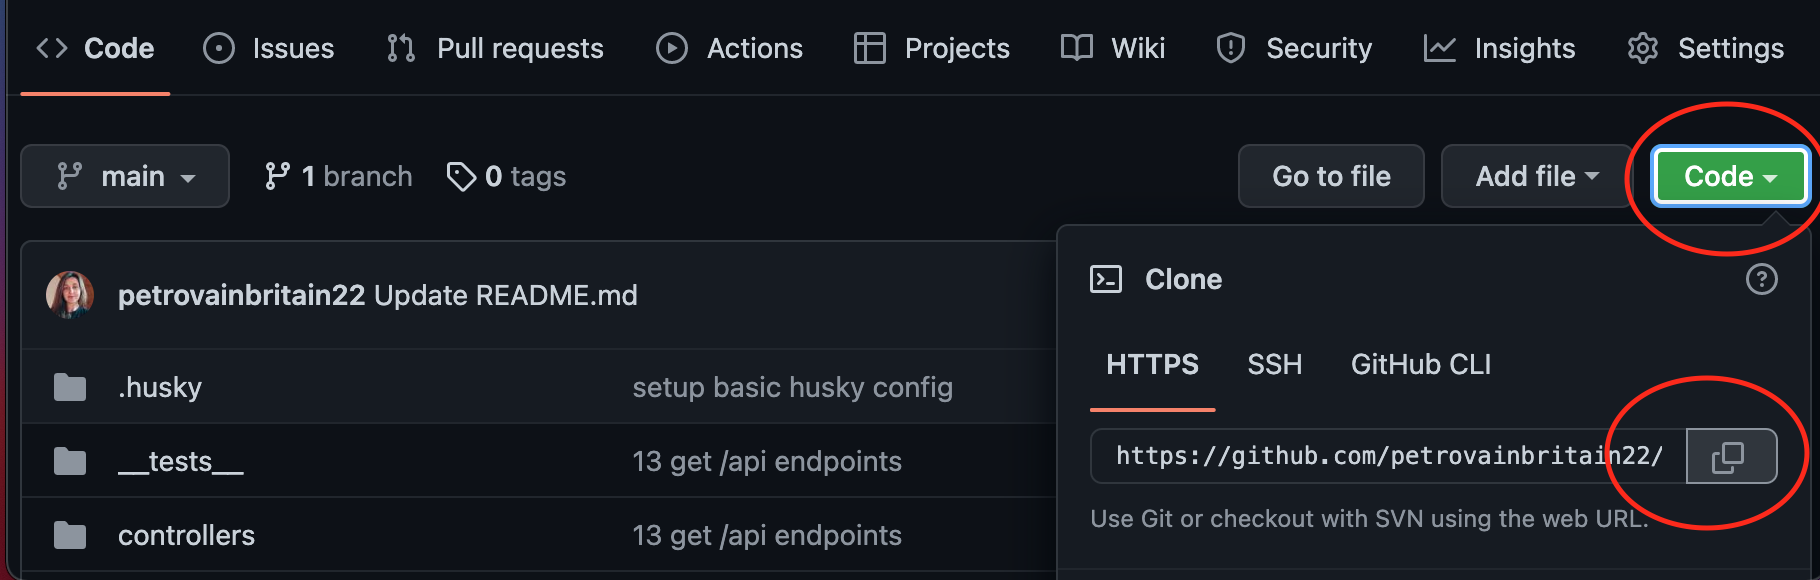 Code Issues Pull requests Actions Projects Wiki Security Insights Settings
main 1 branch 0 tags Go to file Add file Code
petrovainbritain22 Update README.md
Clone
HTTPS SSH GitHub CLI
.husky setup basic husky config
https://github.com/petrovainbritain22/
__tests__ 13 get /api endpoints
Use Git or checkout with SVN using the web URL.
controllers 13 get /api endpoints